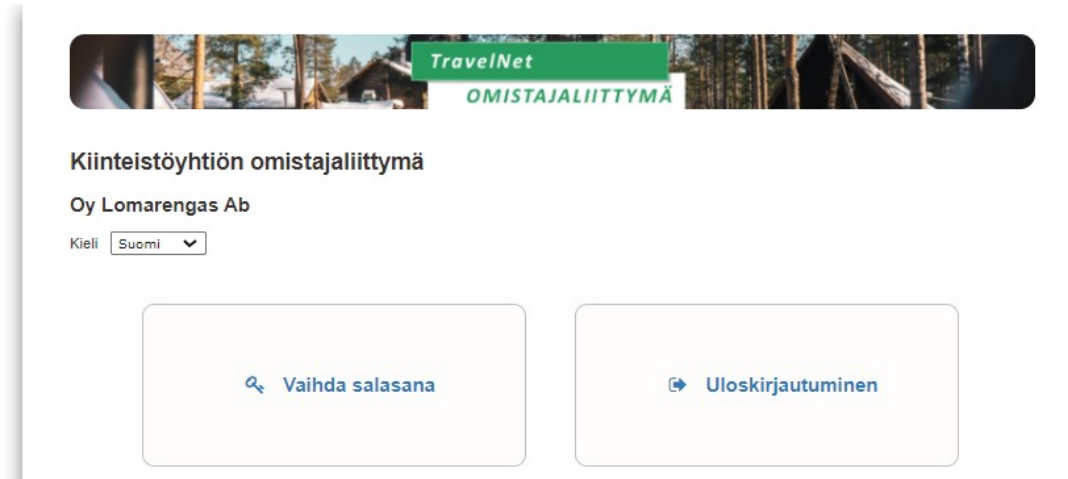 TravelNet
OMISTAJALIITTYMÄ
Kiinteistöyhtiön omistajaliittymä
Oy Lomarengas Ab
Kieli Suomi
Vaihda salasana
Uloskirjautuminen